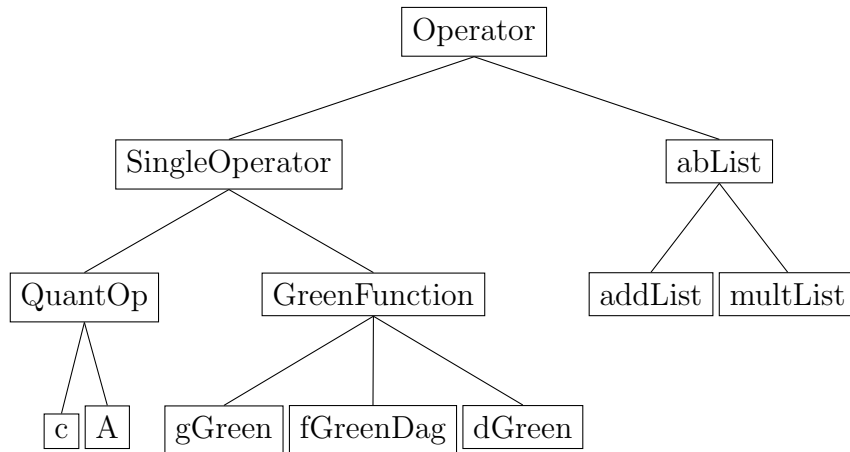 Operator
SingleOperator
abList
QuantOp
GreenFunction
addList
multList
c
A
gGreen
fGreenDag
dGreen